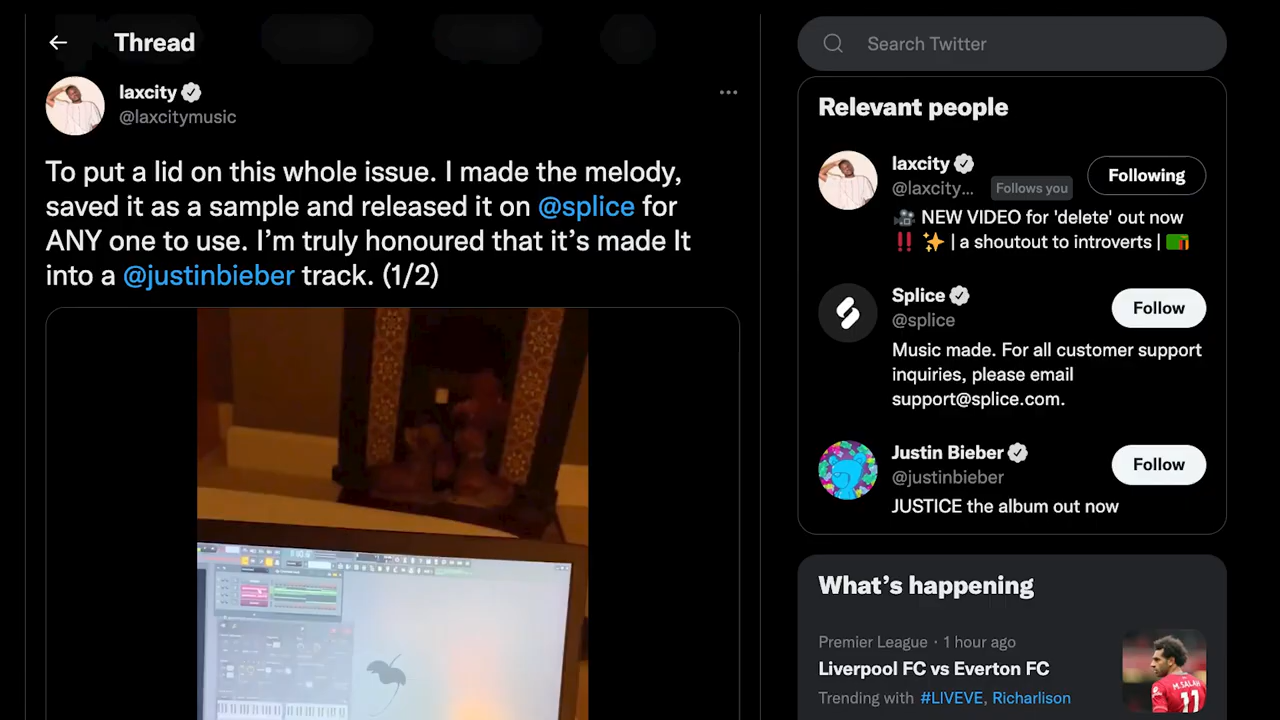 Thread
Search Twitter
laxcity
@laxcitymusic
To put a lid on this whole issue. I made the melody,
saved it as a sample and released it on @splice for
ANY one to use. I’m truly honoured that it’s made It
into a @justinbieber track. (1/2)
Relevant people
laxcity
@laxcity... Follows you
Following
🎥 NEW VIDEO for 'delete' out now
‼️ ✨ | a shoutout to introverts | 🇿🇲
Splice
@splice
Follow
Music made. For all customer support
inquiries, please email
support@splice.com.
Justin Bieber
@justinbieber
Follow
JUSTICE the album out now
What’s happening
Premier League · 1 hour ago
Liverpool FC vs Everton FC
Trending with #LIVEVE, Richarlison
M.SALAH
11